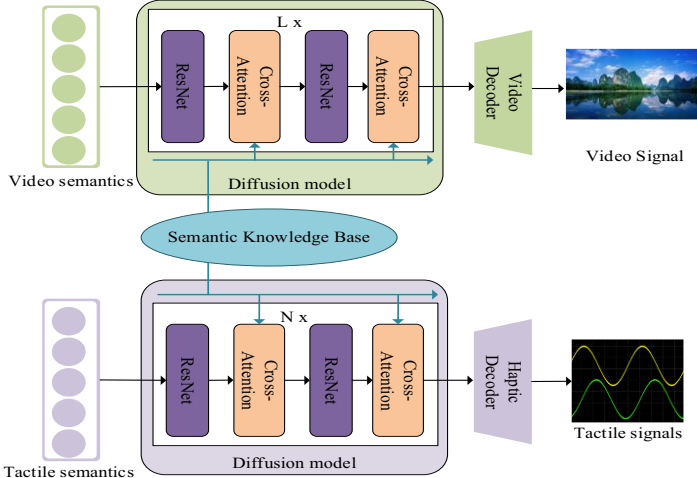 L x
ResNet
Cross-
Attention
ResNet
Cross-
Attention
Video
Decoder
Video semantics
Diffusion model
Video Signal
Semantic Knowledge Base
N x
ResNet
Cross-
Attention
ResNet
Cross-
Attention
Haptic
Decoder
Tactile semantics
Diffusion model
Tactile signals